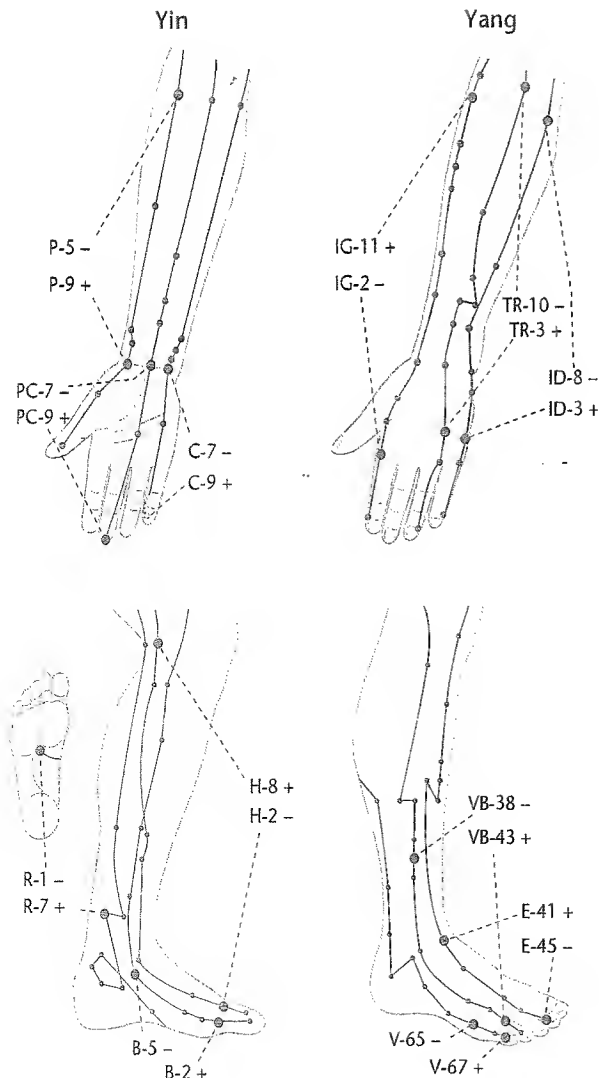 Yin
Yang
P-5 –
P-9 +
PC-7 –
PC-9 +
C-7 –
C-9 +
IG-11 +
IG-2 –
TR-10 –
TR-3 +
ID-8 –
ID-3 +
H-8 +
H-2 –
R-1 –
R-7 +
B-5 –
B-2 +
VB-38 –
VB-43 +
E-41 +
E-45 –
V-65 –
V-67 +